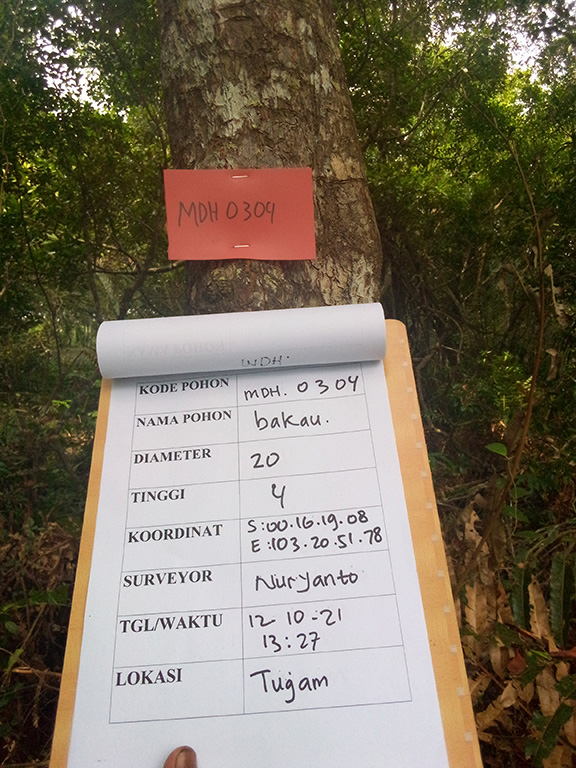 MDH 0304
WDH.
KODE POHON MDH. 0304
NAMA POHON bakau.
DIAMETER 20
TINGGI 4
KOORDINAT S:00.16.19.08
E:103.20.51.78
SURVEYOR Nuryanto
TGL/WAKTU 12-10-21
13:27
LOKASI Tugam